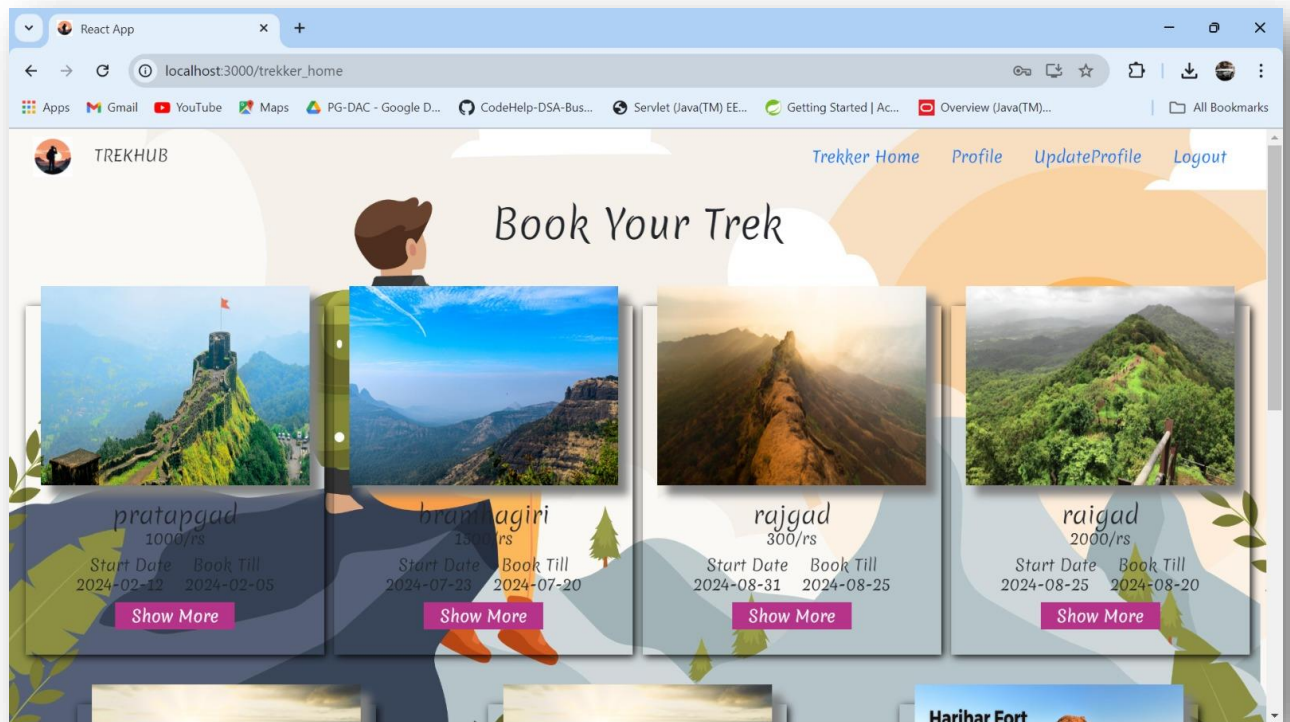 React App
localhost:3000/trekker_home
Apps Gmail YouTube Maps PG-DAC - Google D... CodeHelp-DSA-Bus... Servlet (Java(TM) EE... Getting Started | Ac... Overview (Java(TM)... All Bookmarks
TREKHUB Trekker Home Profile UpdateProfile Logout
Book Your Trek
pratapgad bramhagiri rajgad raigad
1000/rs 1500/rs 300/rs 2000/rs
Start Date Book Till Start Date Book Till Start Date Book Till Start Date Book Till
2024-02-12 2024-02-05 2024-07-23 2024-07-20 2024-08-31 2024-08-25 2024-08-25 2024-08-20
Show More Show More Show More Show More
Harihar Fort